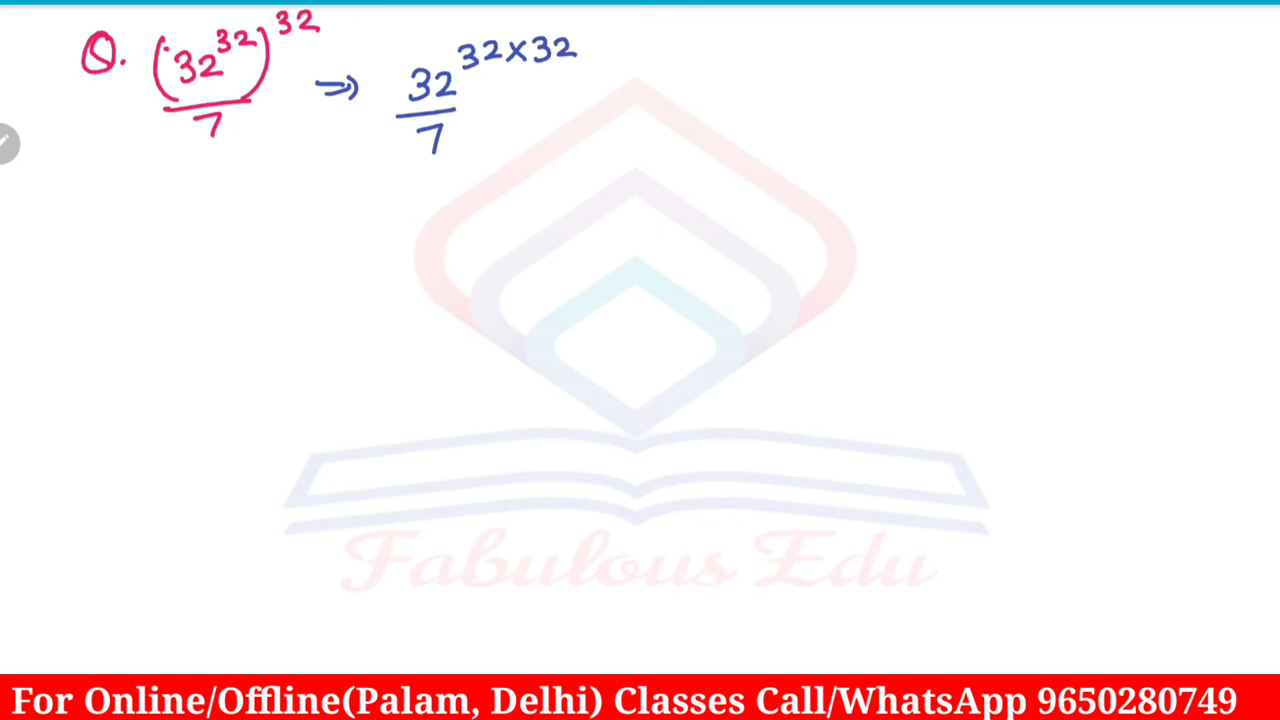 Q. (32^32)^32 / 7 ⇒ 32^32×32 / 7
Fabulous Edu
For Online/Offline(Palam, Delhi) Classes Call/WhatsApp 9650280749